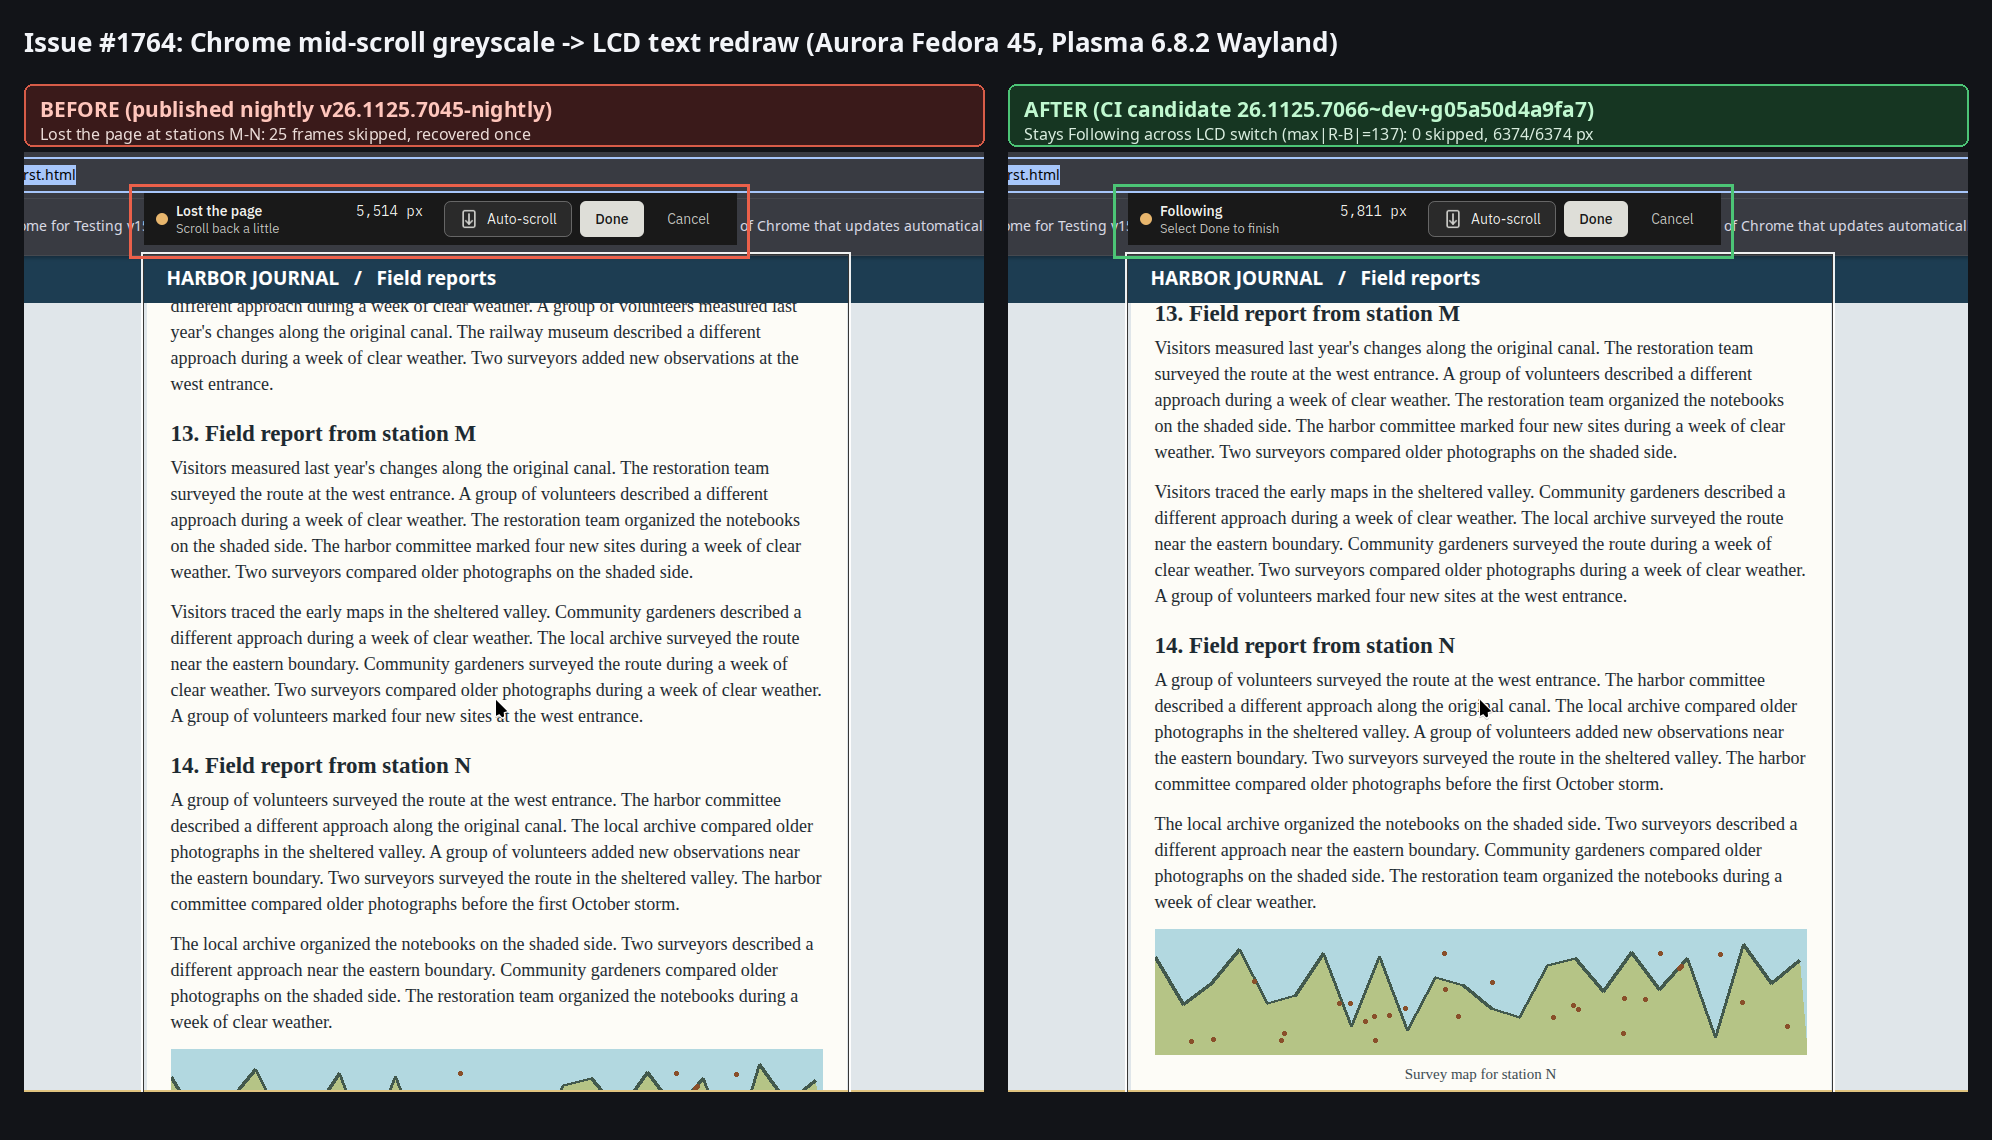 Issue #1764: Chrome mid-scroll greyscale -> LCD text redraw (Aurora Fedora 45, Plasma 6.8.2 Wayland)
BEFORE (published nightly v26.1125.7045-nightly)
Lost the page at stations M-N: 25 frames skipped, recovered once
rst.html
ome for Testing v1
Lost the page
Scroll back a little
5,514 px
Auto-scroll
Done
Cancel
of Chrome that updates automatical
HARBOR JOURNAL / Field reports
different approach during a week of clear weather. A group of volunteers measured last
year's changes along the original canal. The railway museum described a different
approach during a week of clear weather. Two surveyors added new observations at the
west entrance.
13. Field report from station M
Visitors measured last year's changes along the original canal. The restoration team
surveyed the route at the west entrance. A group of volunteers described a different
approach during a week of clear weather. The restoration team organized the notebooks
on the shaded side. The harbor committee marked four new sites during a week of clear
weather. Two surveyors compared older photographs on the shaded side.
Visitors traced the early maps in the sheltered valley. Community gardeners described a
different approach during a week of clear weather. The local archive surveyed the route
near the eastern boundary. Community gardeners surveyed the route during a week of
clear weather. Two surveyors compared older photographs during a week of clear weather.
A group of volunteers marked four new sites at the west entrance.
14. Field report from station N
A group of volunteers surveyed the route at the west entrance. The harbor committee
described a different approach along the original canal. The local archive compared older
photographs in the sheltered valley. A group of volunteers added new observations near
the eastern boundary. Two surveyors surveyed the route in the sheltered valley. The harbor
committee compared older photographs before the first October storm.
The local archive organized the notebooks on the shaded side. Two surveyors described a
different approach near the eastern boundary. Community gardeners compared older
photographs on the shaded side. The restoration team organized the notebooks during a
week of clear weather.
AFTER (CI candidate 26.1125.7066~dev+g05a50d4a9fa7)
Stays Following across LCD switch (max|R-B|=137): 0 skipped, 6374/6374 px
rst.html
ome for Testing v1
Following
Select Done to finish
5,811 px
Auto-scroll
Done
Cancel
of Chrome that updates automatical
HARBOR JOURNAL / Field reports
13. Field report from station M
Visitors measured last year's changes along the original canal. The restoration team
surveyed the route at the west entrance. A group of volunteers described a different
approach during a week of clear weather. The restoration team organized the notebooks
on the shaded side. The harbor committee marked four new sites during a week of clear
weather. Two surveyors compared older photographs on the shaded side.
Visitors traced the early maps in the sheltered valley. Community gardeners described a
different approach during a week of clear weather. The local archive surveyed the route
near the eastern boundary. Community gardeners surveyed the route during a week of
clear weather. Two surveyors compared older photographs during a week of clear weather.
A group of volunteers marked four new sites at the west entrance.
14. Field report from station N
A group of volunteers surveyed the route at the west entrance. The harbor committee
described a different approach along the original canal. The local archive compared older
photographs in the sheltered valley. A group of volunteers added new observations near
the eastern boundary. Two surveyors surveyed the route in the sheltered valley. The harbor
committee compared older photographs before the first October storm.
The local archive organized the notebooks on the shaded side. Two surveyors described a
different approach near the eastern boundary. Community gardeners compared older
photographs on the shaded side. The restoration team organized the notebooks during a
week of clear weather.
Survey map for station N